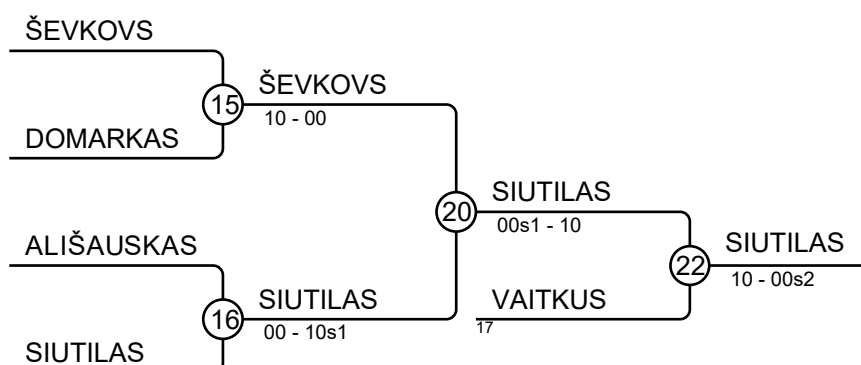 ŠEVKOVS
15
ŠEVKOVS
10 - 00
DOMARKAS
20
SIUTILAS
00s1 - 10
ALIŠAUSKAS
22
SIUTILAS
10 - 00s2
16
SIUTILAS
00 - 10s1
VAITKUS
17
SIUTILAS